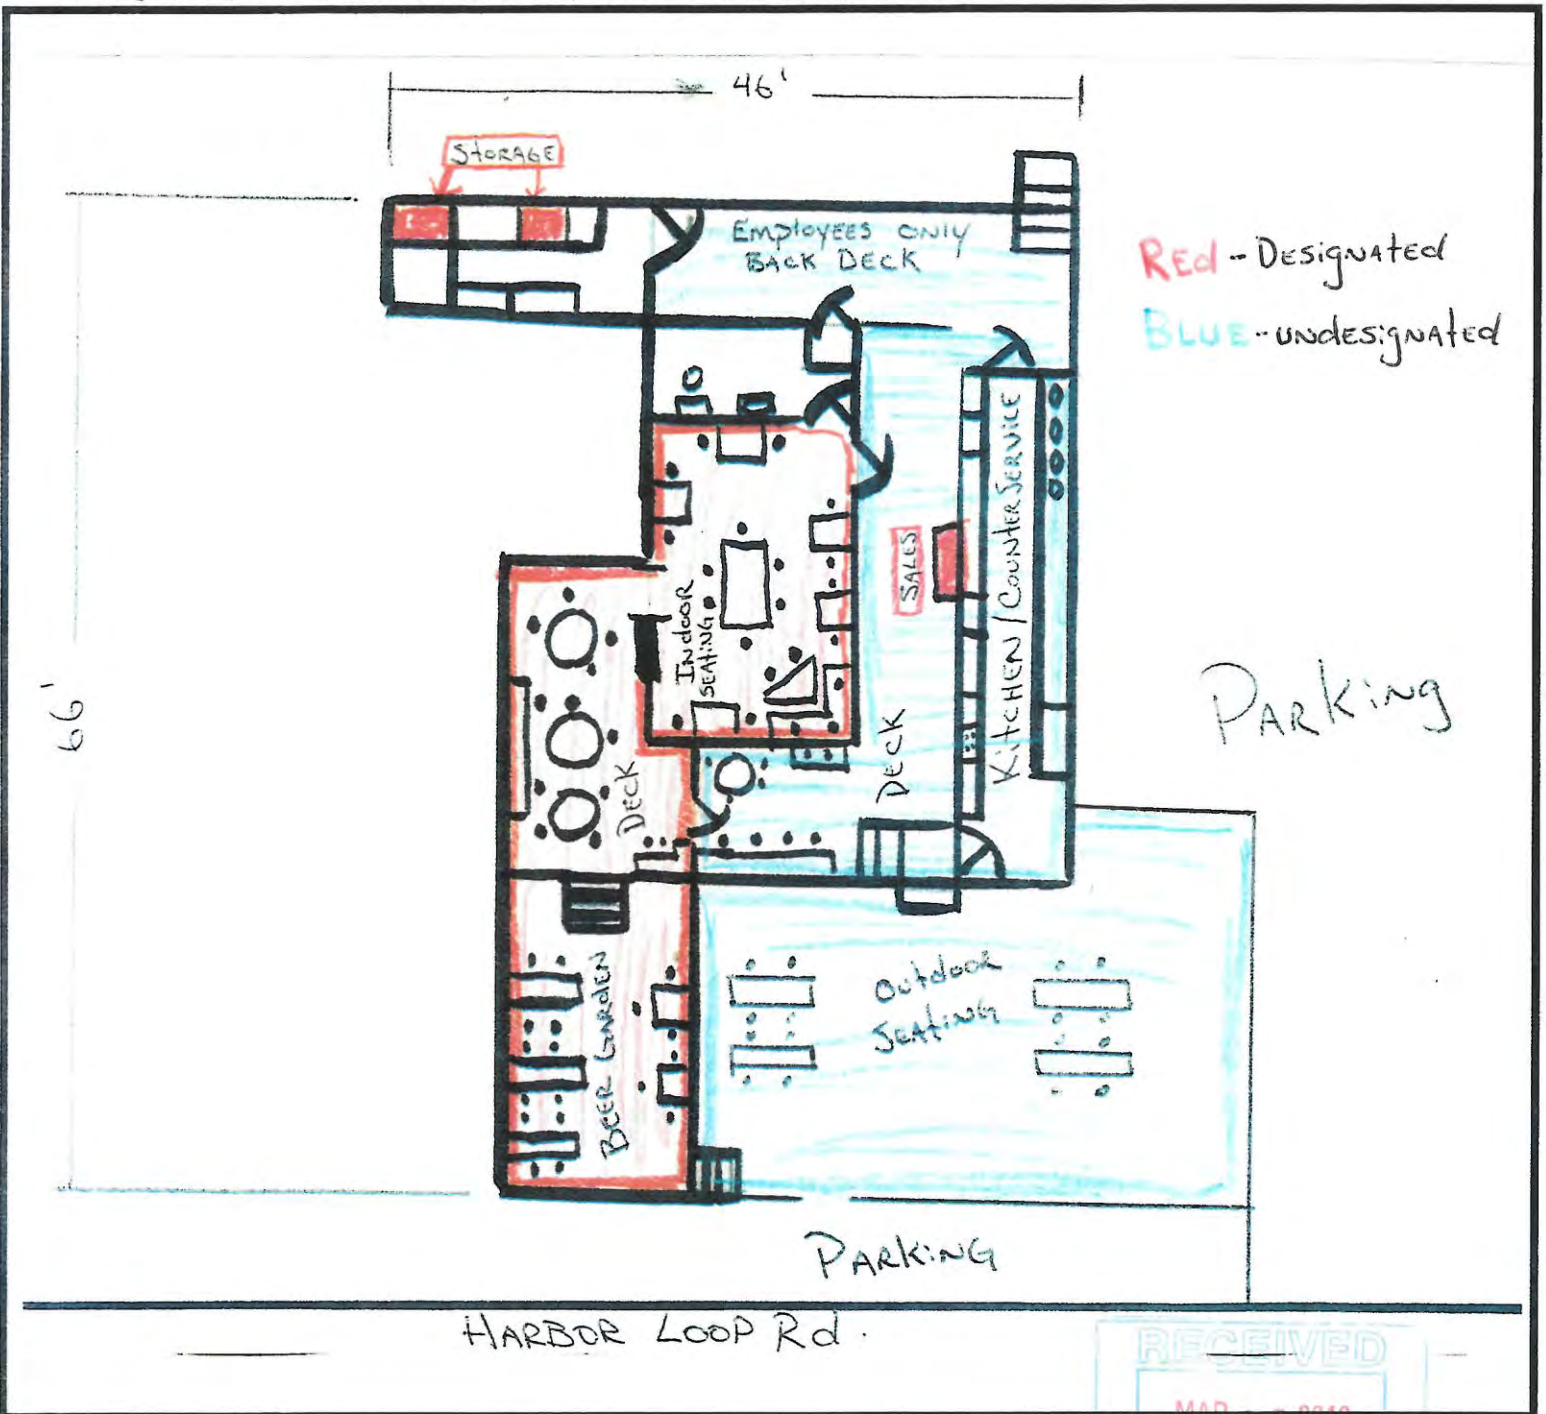 46'
STORAGE
EMPLOYEES ONLY
BACK DECK
RED -- DESIGNATED
BLUE -- UNDESIGNATED
66'
SALES
KITCHEN / COUNTER SERVICE
INDOOR
SEATING
PARKING
DECK
DECK
BEER GARDEN
OUTDOOR
SEATING
PARKING
HARBOR LOOP Rd.
RECEIVED
MAR